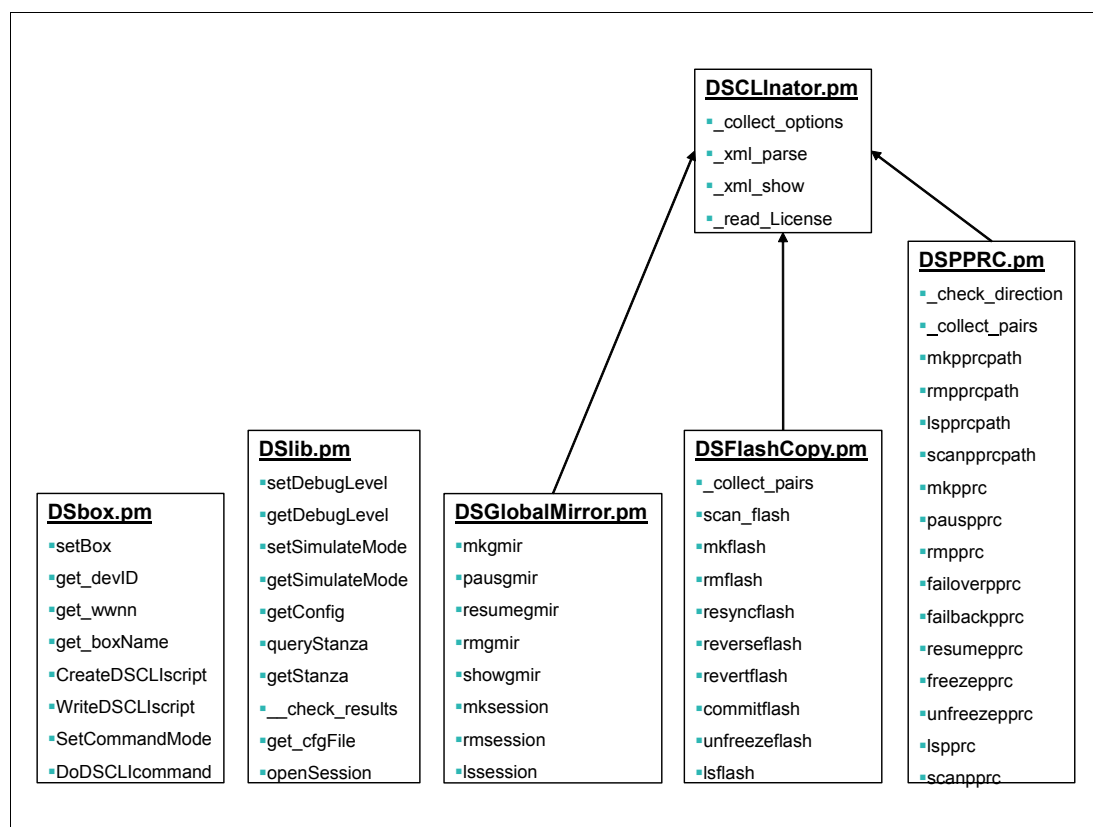 DSCLInator.pm
_collect_options
_xml_parse
_xml_show
_read_License
DSPPRC.pm
_check_direction
_collect_pairs
mkpprcpath
rmpprcpath
lspprcpath
scanpprcpath
mkpprc
pauspprc
rmpprc
failoverpprc
failbackpprc
resumepprc
freezepprc
unfreezepprc
lspprc
scanpprc
DSbox.pm
setBox
get_devID
get_wwnn
get_boxName
CreateDSCLIscript
WriteDSCLIscript
SetCommandMode
DoDSCLIcommand
DSlib.pm
setDebugLevel
getDebugLevel
setSimulateMode
getSimulateMode
getConfig
queryStanza
getStanza
__check_results
get_cfgFile
openSession
DSGlobalMirror.pm
mkgmir
pausgmir
resumegmir
rmgmir
showgmir
mksession
rmsession
lssession
DSFlashCopy.pm
_collect_pairs
scan_flash
mkflash
rmflash
resyncflash
reverseflash
revertflash
commitflash
unfreezeflash
lsflash